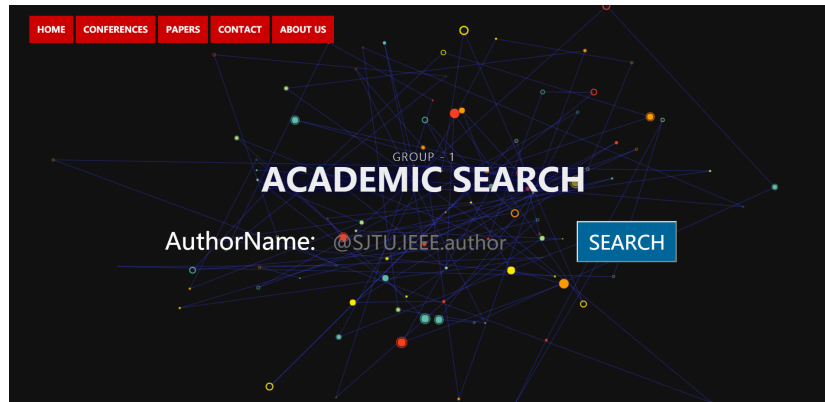 HOME CONFERENCES PAPERS CONTACT ABOUT US
GROUP - 1
ACADEMIC SEARCH
AuthorName: @SJTU.IEEE.author SEARCH